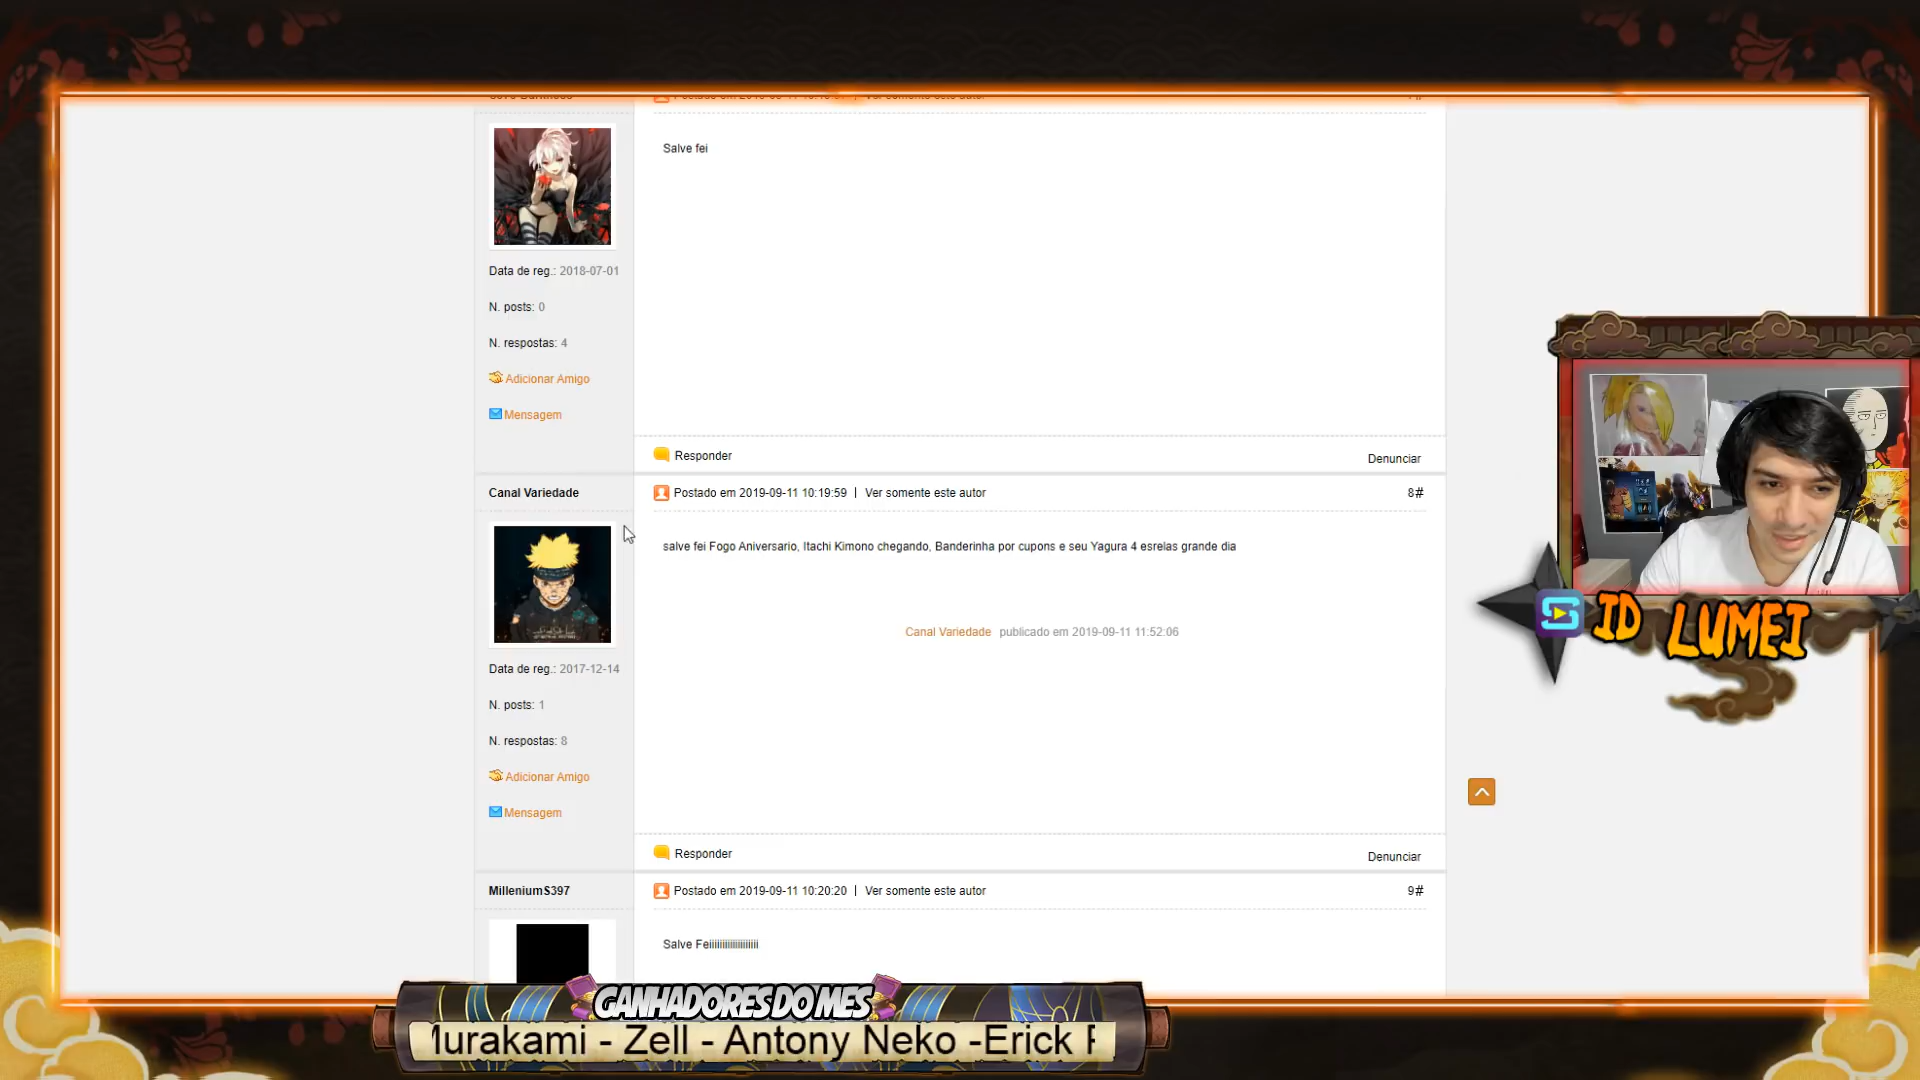 Salve fei
Data de reg.: 2018-07-01
N. posts: 0
N. respostas: 4
Adicionar Amigo
Mensagem
Responder
Denunciar
Canal Variedade
Postado em 2019-09-11 10:19:59 | Ver somente este autor
8#
salve fei Fogo Aniversario, Itachi Kimono chegando, Banderinha por cupons e seu Yagura 4 esrelas grande dia
Canal Variedade publicado em 2019-09-11 11:52:06
Data de reg.: 2017-12-14
N. posts: 1
N. respostas: 8
Adicionar Amigo
Mensagem
Responder
Denunciar
MilleniumS397
Postado em 2019-09-11 10:20:20 | Ver somente este autor
9#
Salve Feiiiiiiiiiiiiiiiiiii
ID LUMEI
GANHADORES DO MES
Murakami - Zell - Antony Neko -Erick